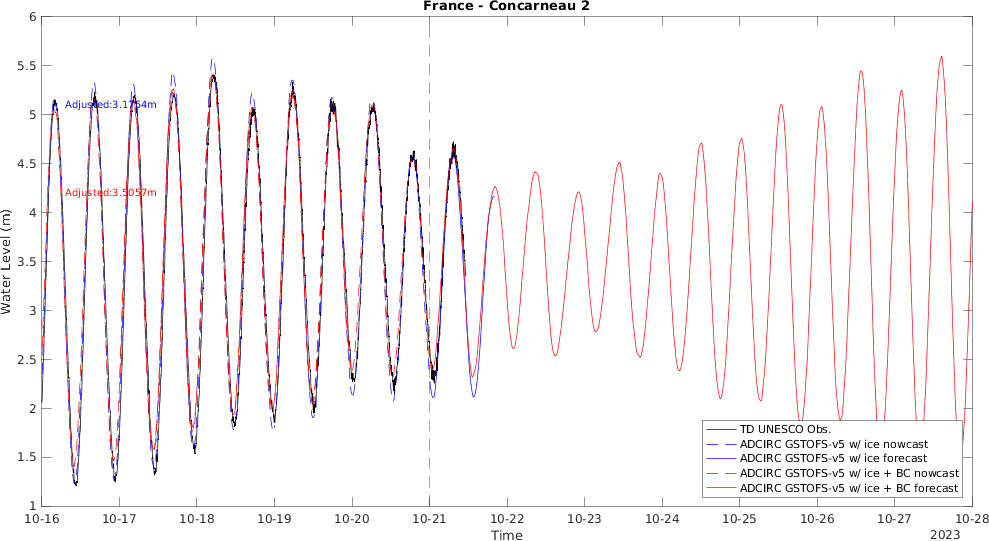 France - Concarneau 2
6
5.5
5
4.5
4
3.5
3
2.5
2
1.5
1
Water Level (m)
Adjusted:3.1754m
Adjusted:3.5057m
TD UNESCO Obs.
ADCIRC GSTOFS-v5 w/ ice nowcast
ADCIRC GSTOFS-v5 w/ ice forecast
ADCIRC GSTOFS-v5 w/ ice + BC nowcast
ADCIRC GSTOFS-v5 w/ ice + BC forecast
10-16 10-17 10-18 10-19 10-20 10-21 10-22 10-23 10-24 10-25 10-26 10-27 10-28
Time
2023